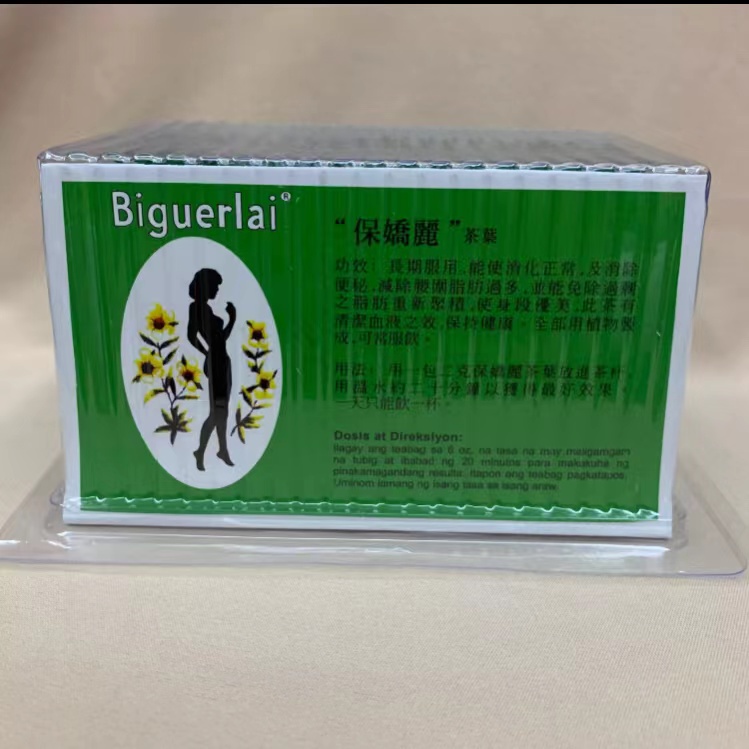 Biguerlai®
“保嬌麗”茶葉
功效：長期服用，能使消化正常，及消除
便秘，減除腰圍脂肪過多，並能免除過剩
之脂肪重新聚積，使身段優美，此茶有
清潔血液之效，保持健康。全部用植物製
成，可常服飲。
用法：用一包二克保嬌麗茶葉放進茶杯，
用溫水約二十分鐘以獲得最好效果。
一天只能飲一杯。
Dosis at Direksiyon:
Ilagay ang teabag sa 6 oz. na tasa na may maligamgam
na tubig at ibabad ng 20 minutos para makukuha ng
pinakamagandang resulta. Itapon ang teabag pagkatapos.
Uminom lamang ng isang tasa sa isang araw.